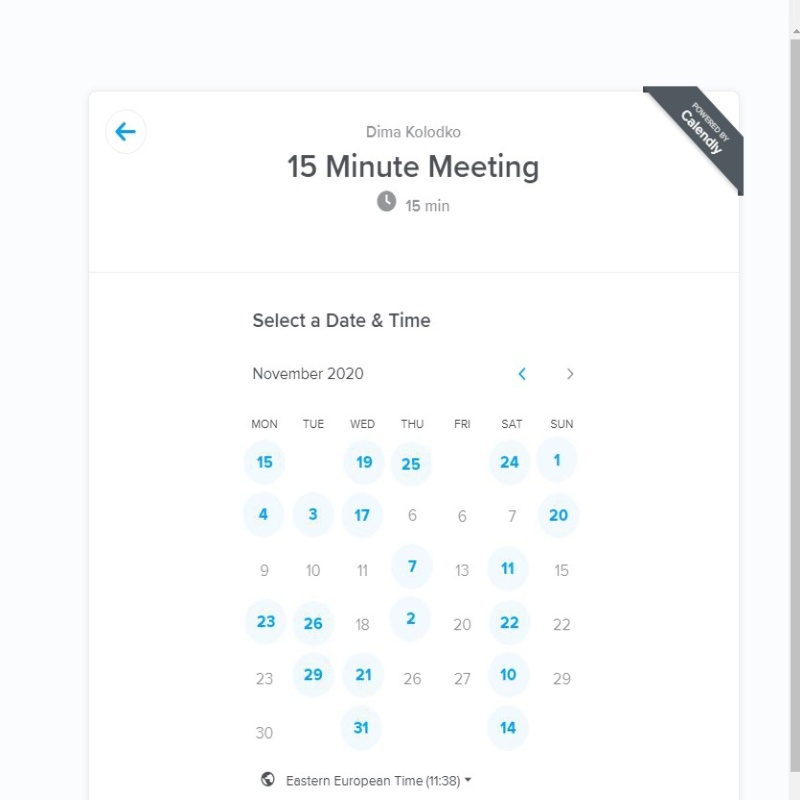 POWERED BY
Calendly
Dima Kolodko
15 Minute Meeting
15 min
Select a Date & Time
November 2020
MON TUE WED THU FRI SAT SUN
15 19 25 24 1
4 3 17 6 6 7 20
9 10 11 7 13 11 15
23 26 18 2 20 22 22
23 29 21 26 27 10 29
30 31 14
Eastern European Time (11:38)